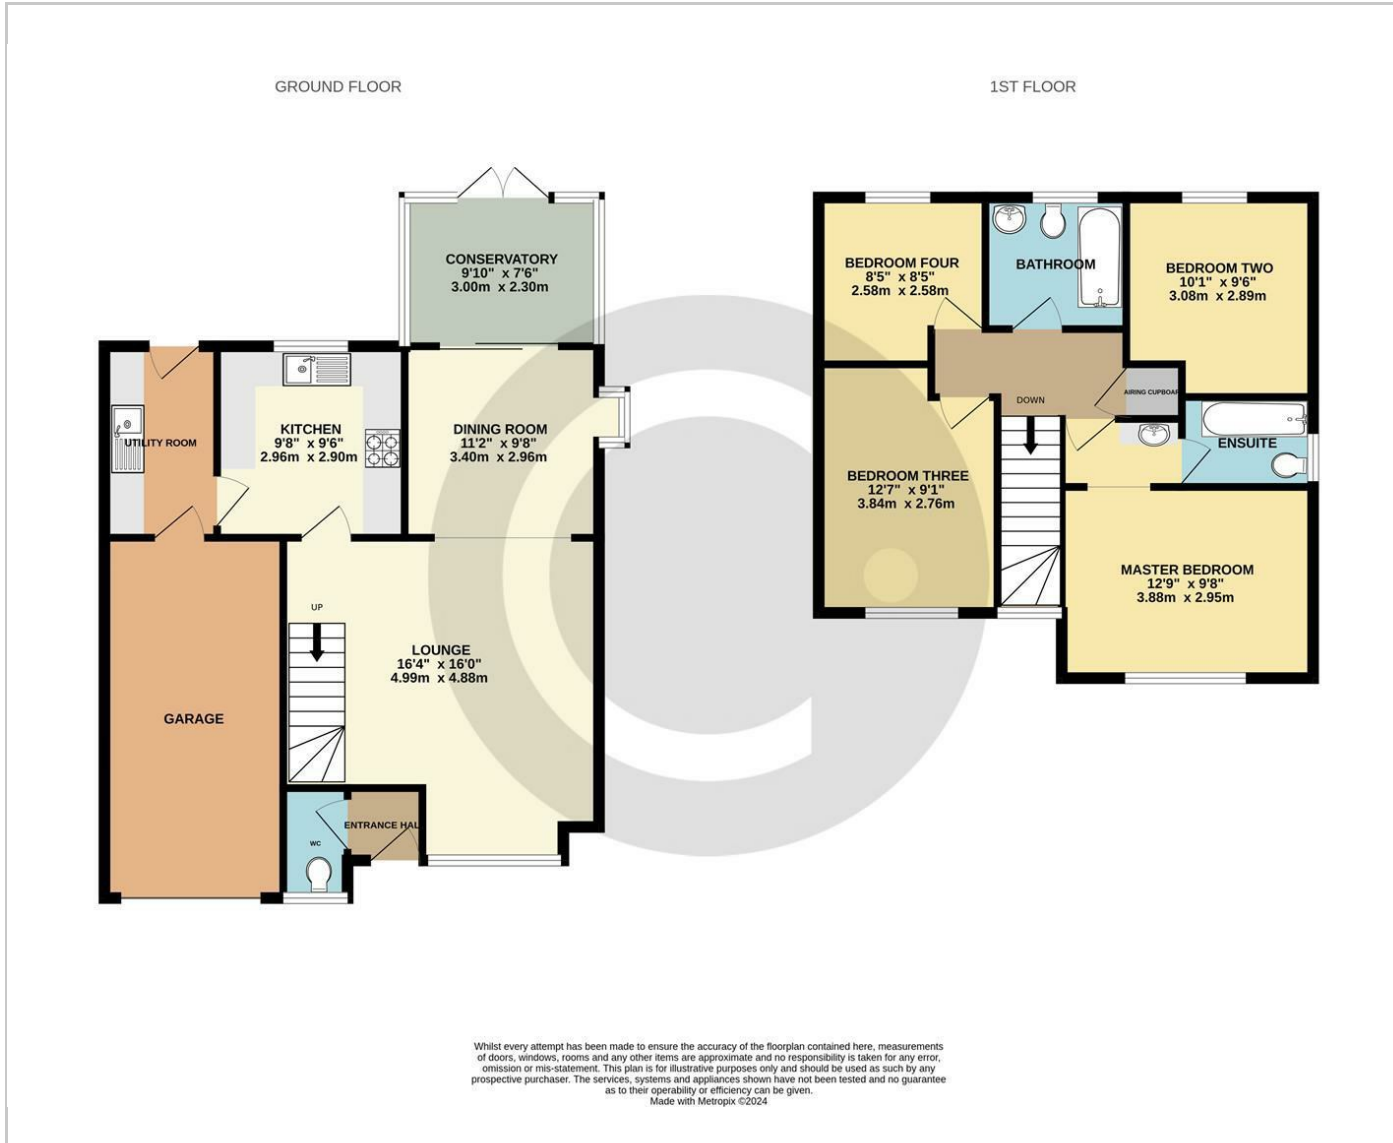 GROUND FLOOR
CONSERVATORY
9'10" x 7'6"
3.00m x 2.30m
UTILITY ROOM
KITCHEN
9'8" x 9'6"
2.96m x 2.90m
DINING ROOM
11'2" x 9'8"
3.40m x 2.96m
UP
LOUNGE
16'4" x 16'0"
4.99m x 4.88m
GARAGE
ENTRANCE HAL
WC
1ST FLOOR
BEDROOM FOUR
8'5" x 8'5"
2.58m x 2.58m
BATHROOM
BEDROOM TWO
10'1" x 9'6"
3.08m x 2.89m
AIRING CUPBOAR
DOWN
ENSUITE
BEDROOM THREE
12'7" x 9'1"
3.84m x 2.76m
MASTER BEDROOM
12'9" x 9'8"
3.88m x 2.95m
Whilst every attempt has been made to ensure the accuracy of the floorplan contained here, measurements
of doors, windows, rooms and any other items are approximate and no responsibility is taken for any error,
omission or mis-statement. This plan is for illustrative purposes only and should be used as such by any
prospective purchaser. The services, systems and appliances shown have not been tested and no guarantee
as to their operability or efficiency can be given.
Made with Metropix ©2024